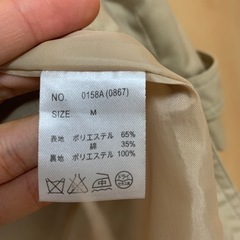 NO. 0158A (0867)
SIZE M
表地 ポリエステル 65%
綿 35%
裏地 ポリエステル 100%